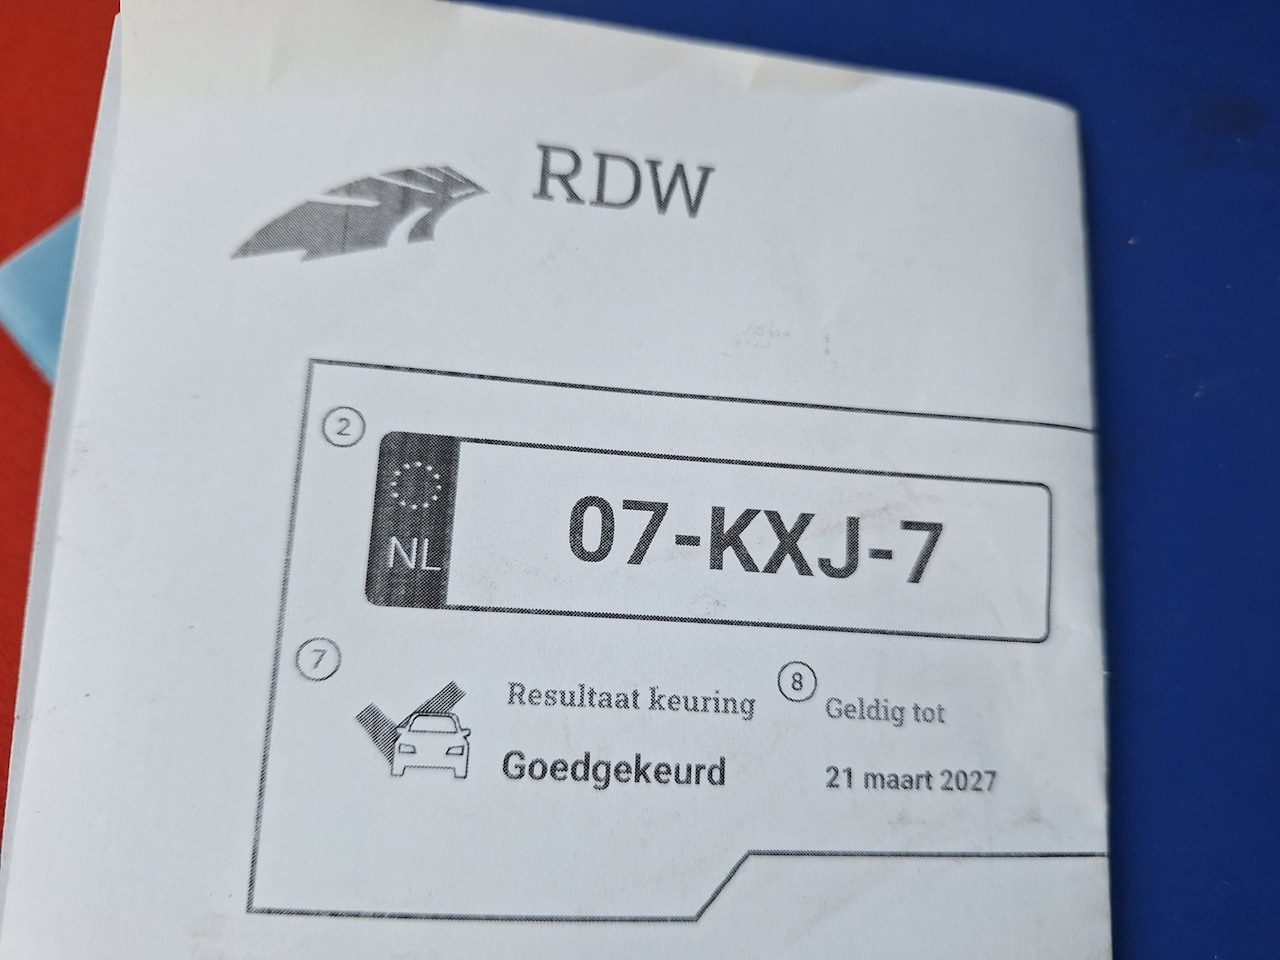 RDW
2
NL
07-KXJ-7
7
Resultaat keuring
8
Geldig tot
Goedgekeurd
21 maart 2027